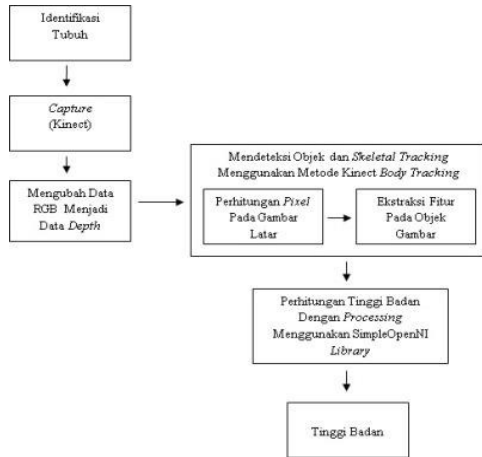 Identifikasi
Tubuh
Capture
(Kinect)
Mengubah Data
RGB Menjadi
Data Depth
Mendeteksi Objek dan Skeletal Tracking
Menggunakan Metode Kinect Body Tracking
Perhitungan Pixel
Pada Gambar
Latar
Ekstraksi Fitur
Pada Objek
Gambar
Perhitungan Tinggi Badan
Dengan Processing
Menggunakan SimpleOpenNI
Library
Tinggi Badan